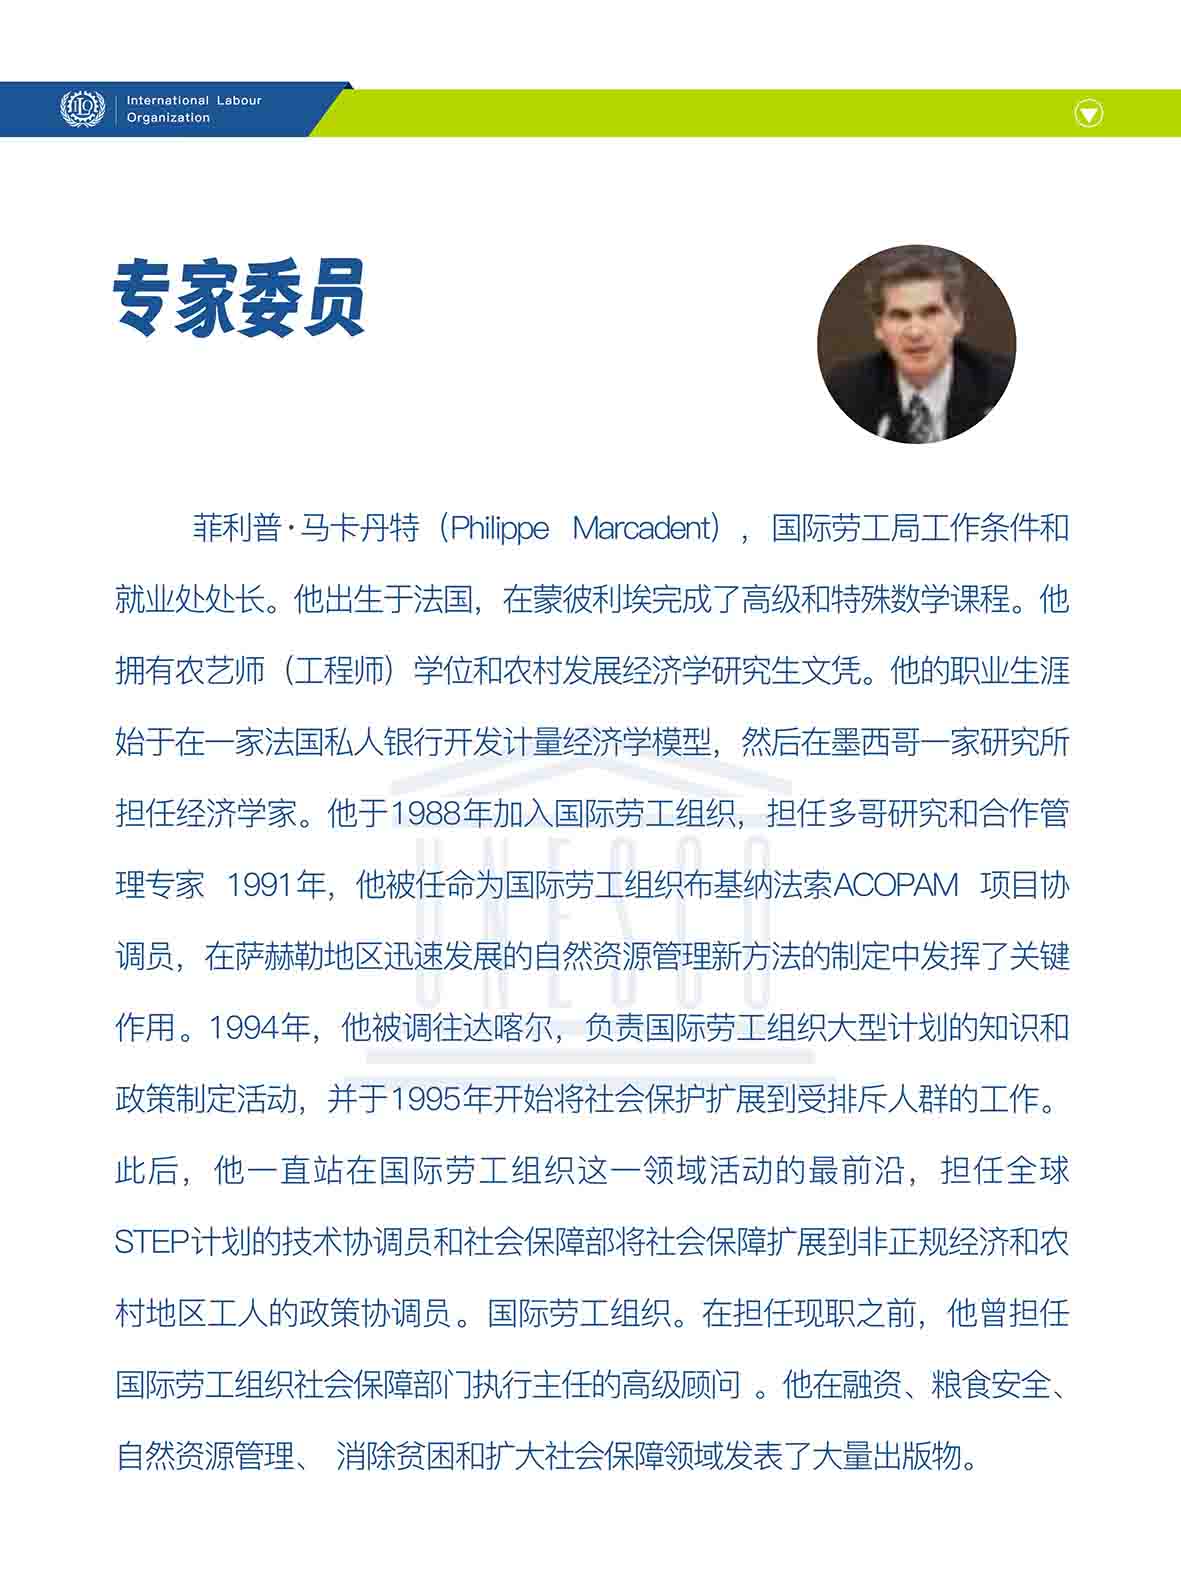 International Labour
Organization
专家委员
菲利普·马卡丹特（Philippe Marcadent），国际劳工局工作条件和
就业处处长。他出生于法国，在蒙彼利埃完成了高级和特殊数学课程。他
拥有农艺师（工程师）学位和农村发展经济学研究生文凭。他的职业生涯
始于在一家法国私人银行开发计量经济学模型，然后在墨西哥一家研究所
担任经济学家。他于1988年加入国际劳工组织，担任多哥研究和合作管
理专家 1991年，他被任命为国际劳工组织布基纳法索ACOPAM 项目协
调员，在萨赫勒地区迅速发展的自然资源管理新方法的制定中发挥了关键
作用。1994年，他被调往达喀尔，负责国际劳工组织大型计划的知识和
政策制定活动，并于1995年开始将社会保护扩展到受排斥人群的工作。
此后，他一直站在国际劳工组织这一领域活动的最前沿，担任全球
STEP计划的技术协调员和社会保障部将社会保障扩展到非正规经济和农
村地区工人的政策协调员。国际劳工组织。在担任现职之前，他曾担任
国际劳工组织社会保障部门执行主任的高级顾问 。他在融资、粮食安全、
自然资源管理、 消除贫困和扩大社会保障领域发表了大量出版物。
UNESCO